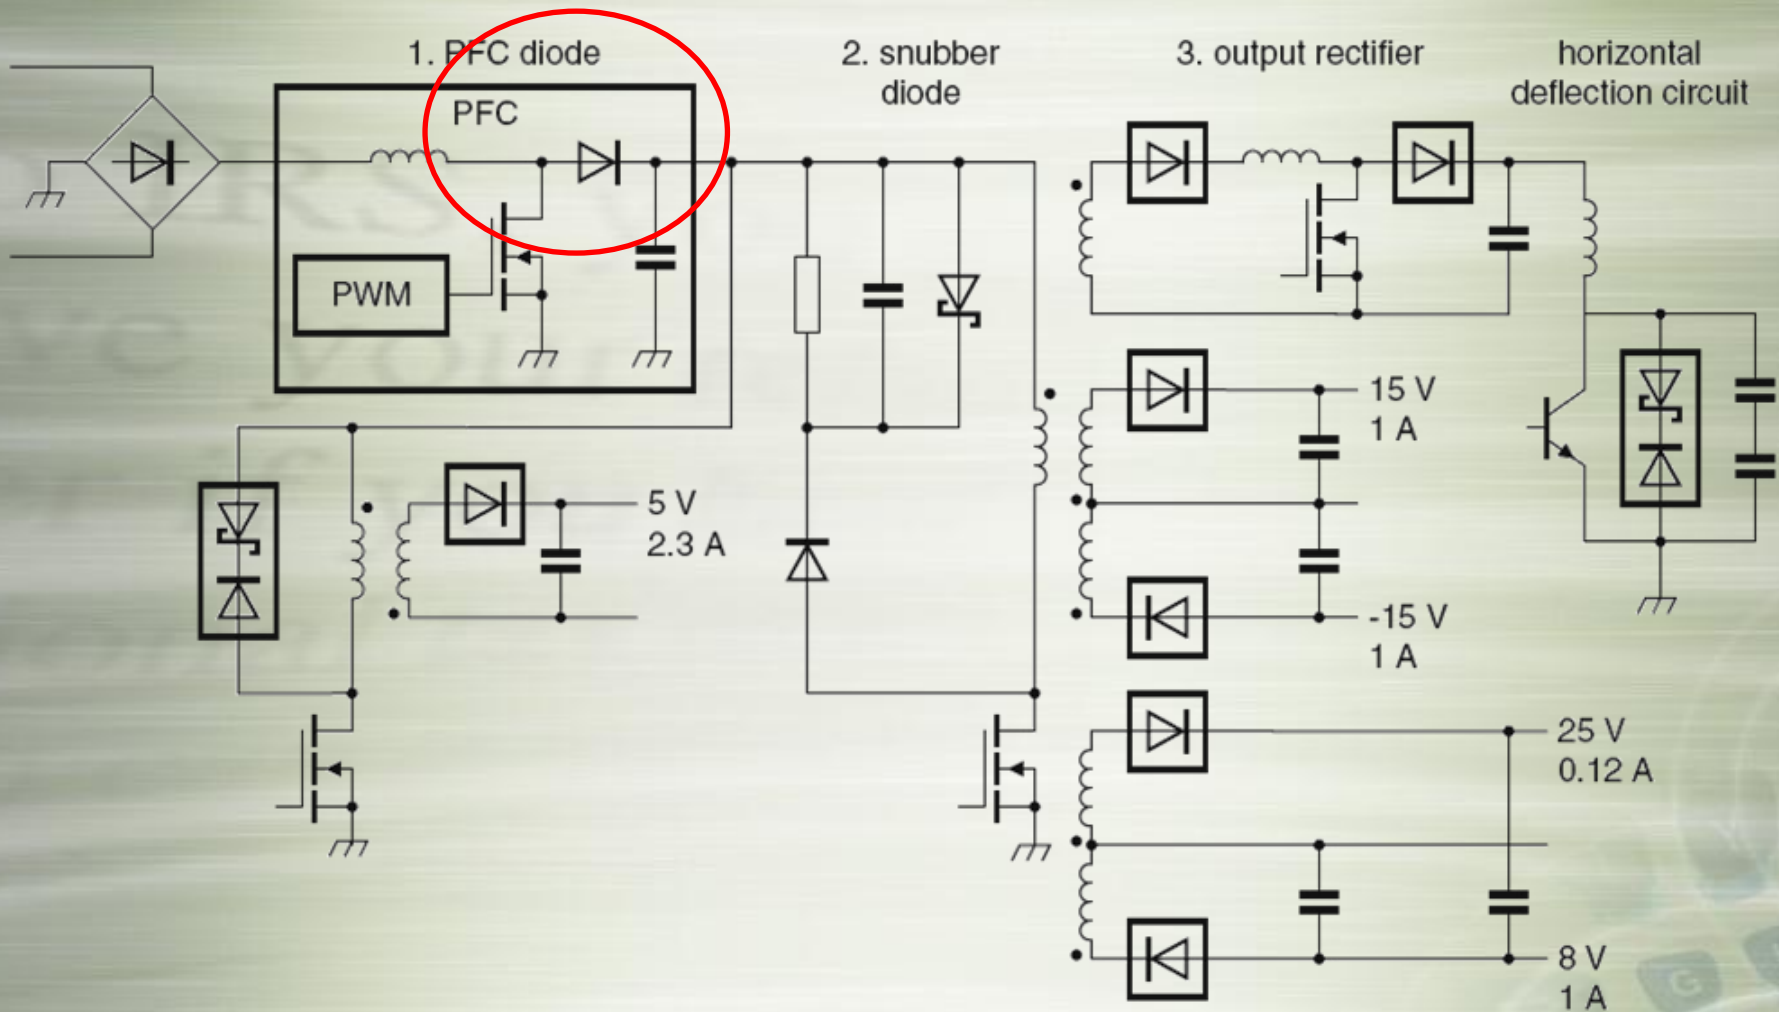 1. PFC diode
2. snubber
diode
3. output rectifier
horizontal
deflection circuit
PFC
PWM
15 V
1 A
5 V
2.3 A
-15 V
1 A
25 V
0.12 A
8 V
1 A
G